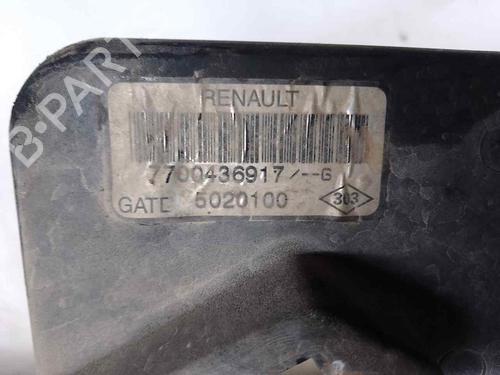 RENAULT
7700436917/--G
GATE 5020100 303
B-PARTS